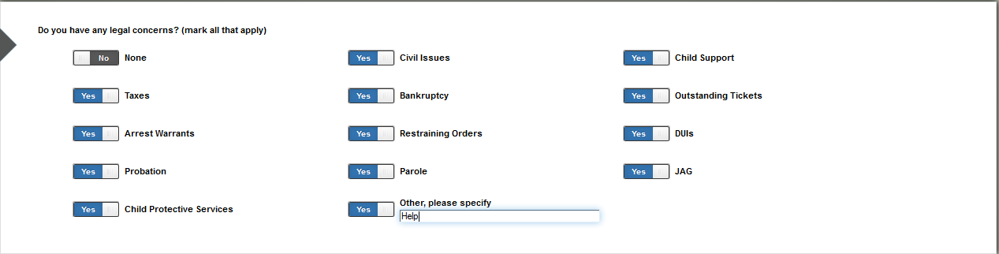 Do you have any legal concerns? (mark all that apply)
No None Yes Civil Issues Yes Child Support
Yes Taxes Yes Bankruptcy Yes Outstanding Tickets
Yes Arrest Warrants Yes Restraining Orders Yes DUIs
Yes Probation Yes Parole Yes JAG
Yes Child Protective Services Yes Other, please specify
Help